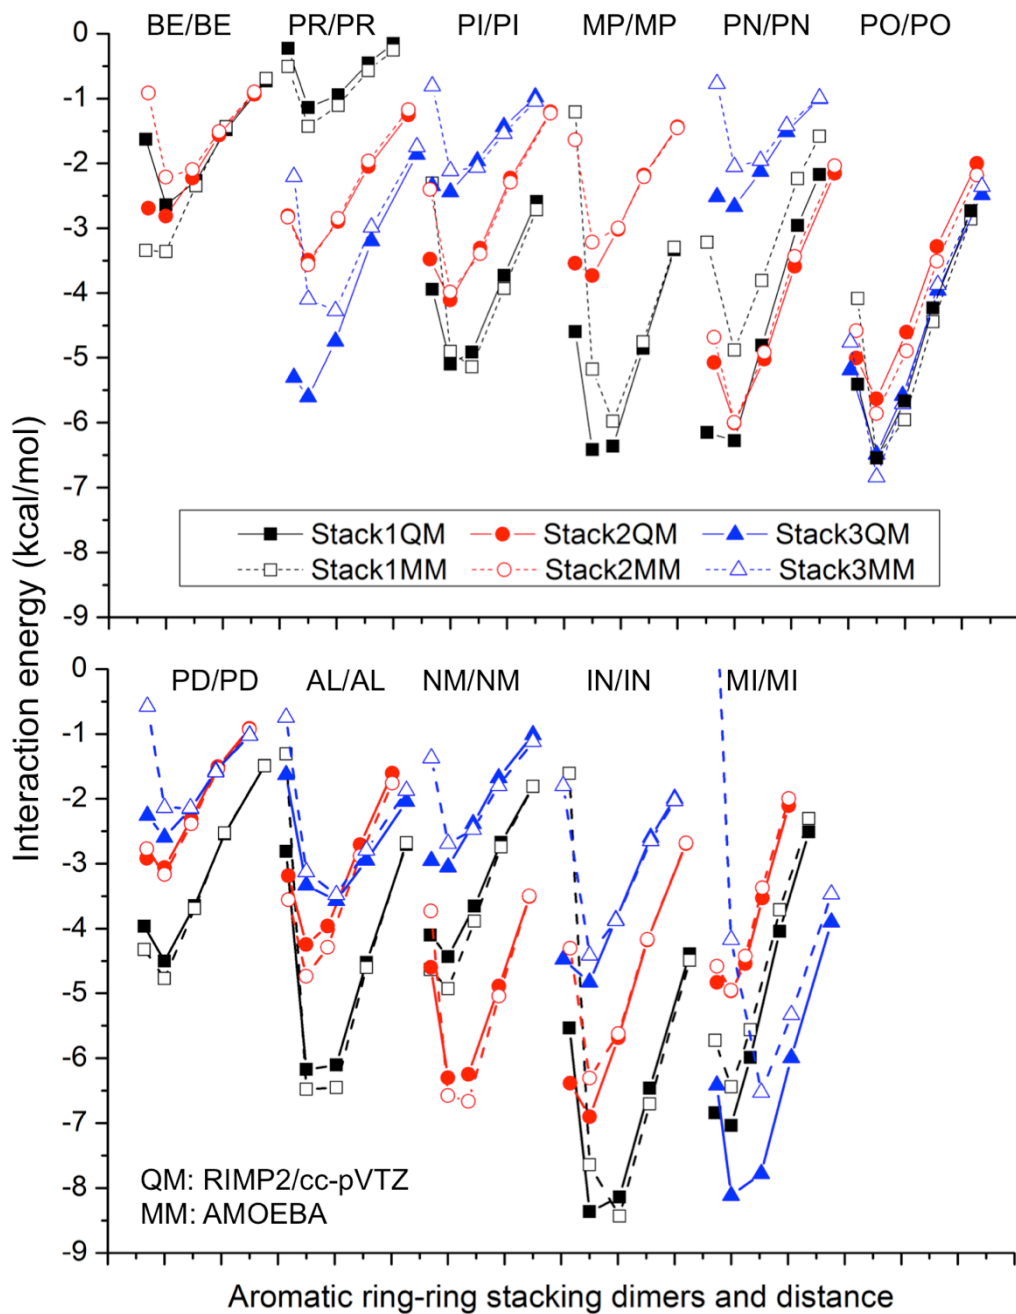 BE/BE PR/PR PI/PI MP/MP PN/PN PO/PO
0
-1
-2
-3
-4
-5
-6
-7
-8
-9
Stack1QM Stack2QM Stack3QM
Stack1MM Stack2MM Stack3MM
Interaction energy (kcal/mol)
PD/PD AL/AL NM/NM IN/IN MI/MI
0
-1
-2
-3
-4
-5
-6
-7
-8
-9
QM: RIMP2/cc-pVTZ
MM: AMOEBA
Aromatic ring-ring stacking dimers and distance